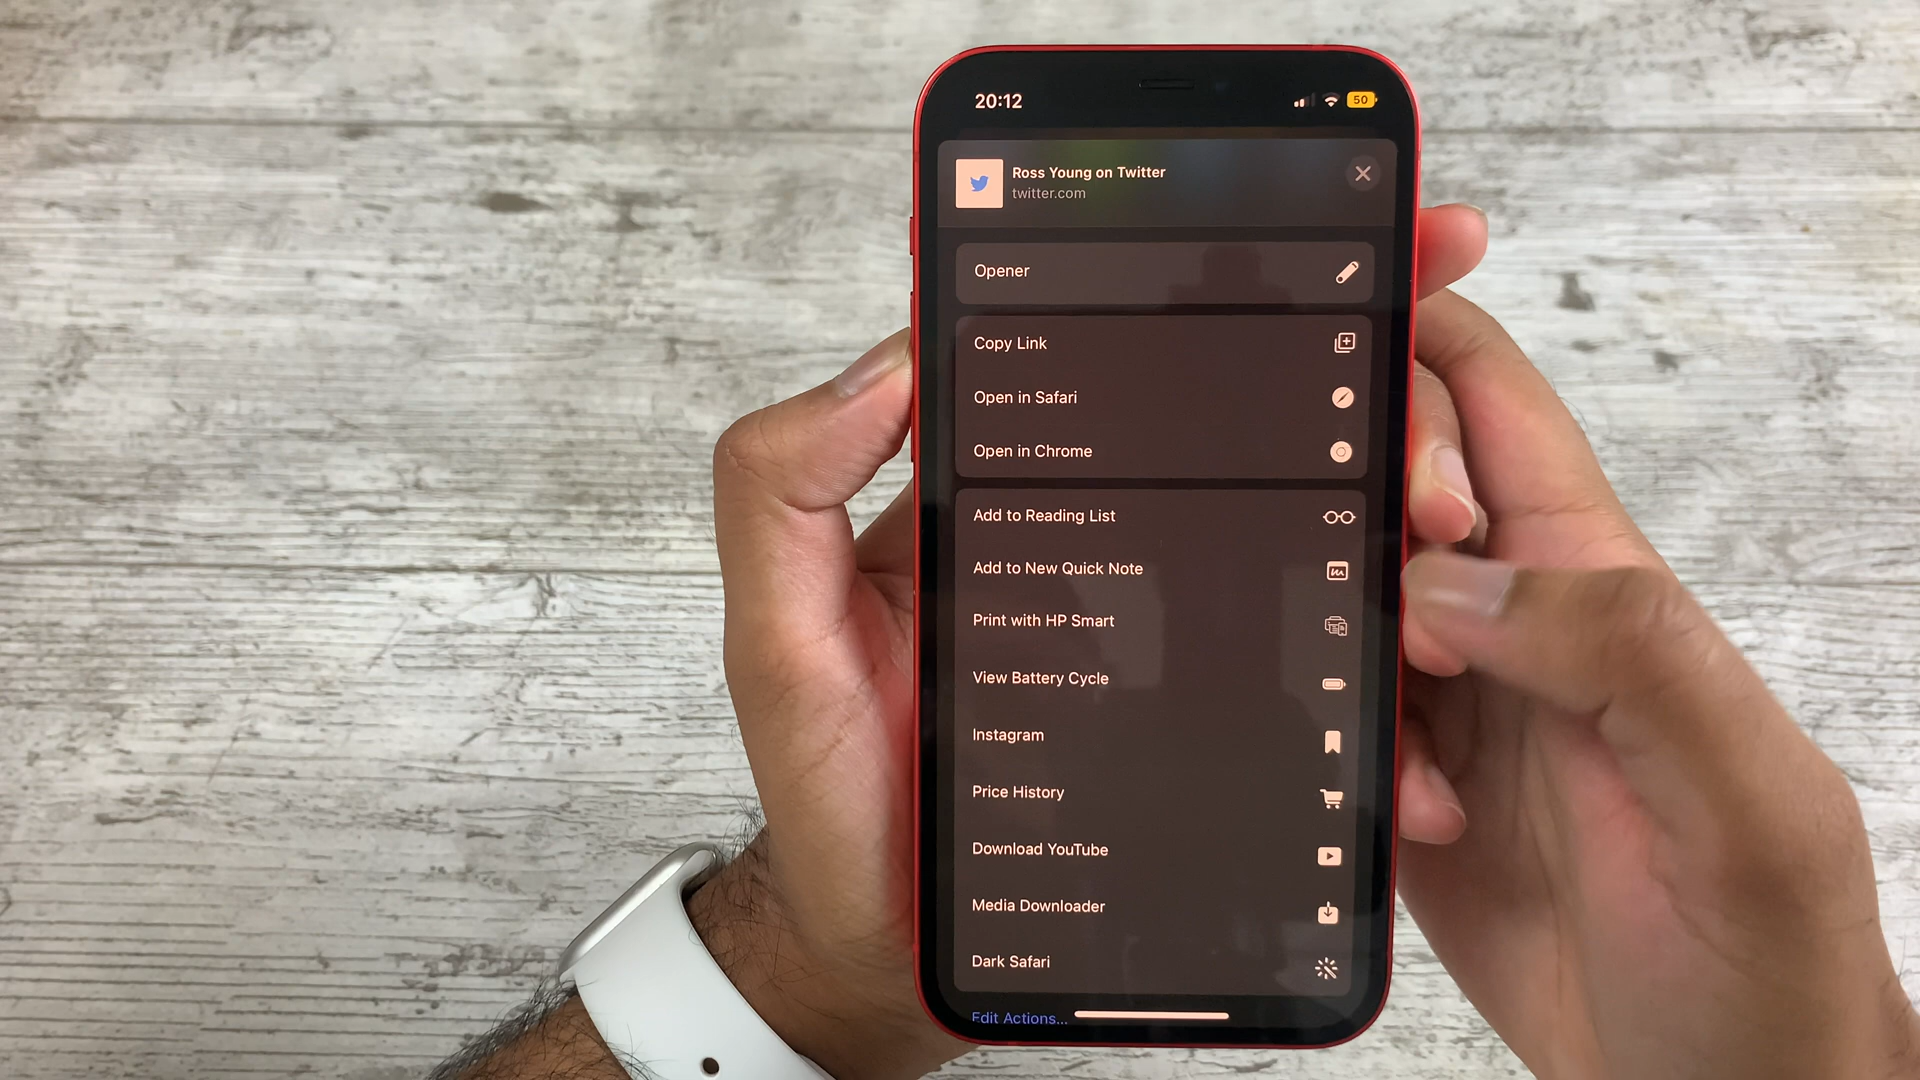 20:12
50
Ross Young on Twitter
twitter.com
Opener
Copy Link
Open in Safari
Open in Chrome
Add to Reading List
Add to New Quick Note
Print with HP Smart
View Battery Cycle
Instagram
Price History
Download YouTube
Media Downloader
Dark Safari
Edit Actions...